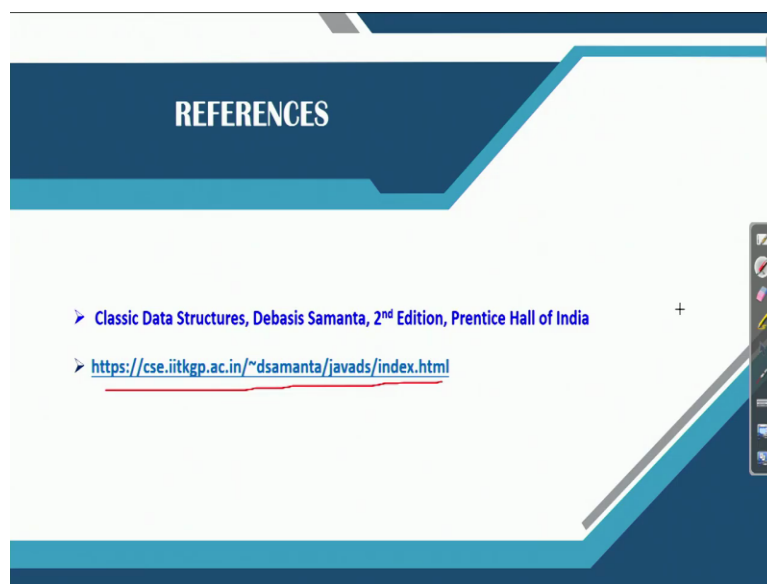 REFERENCES
➢ Classic Data Structures, Debasis Samanta, 2nd Edition, Prentice Hall of India
➢ https://cse.iitkgp.ac.in/~dsamanta/javads/index.html